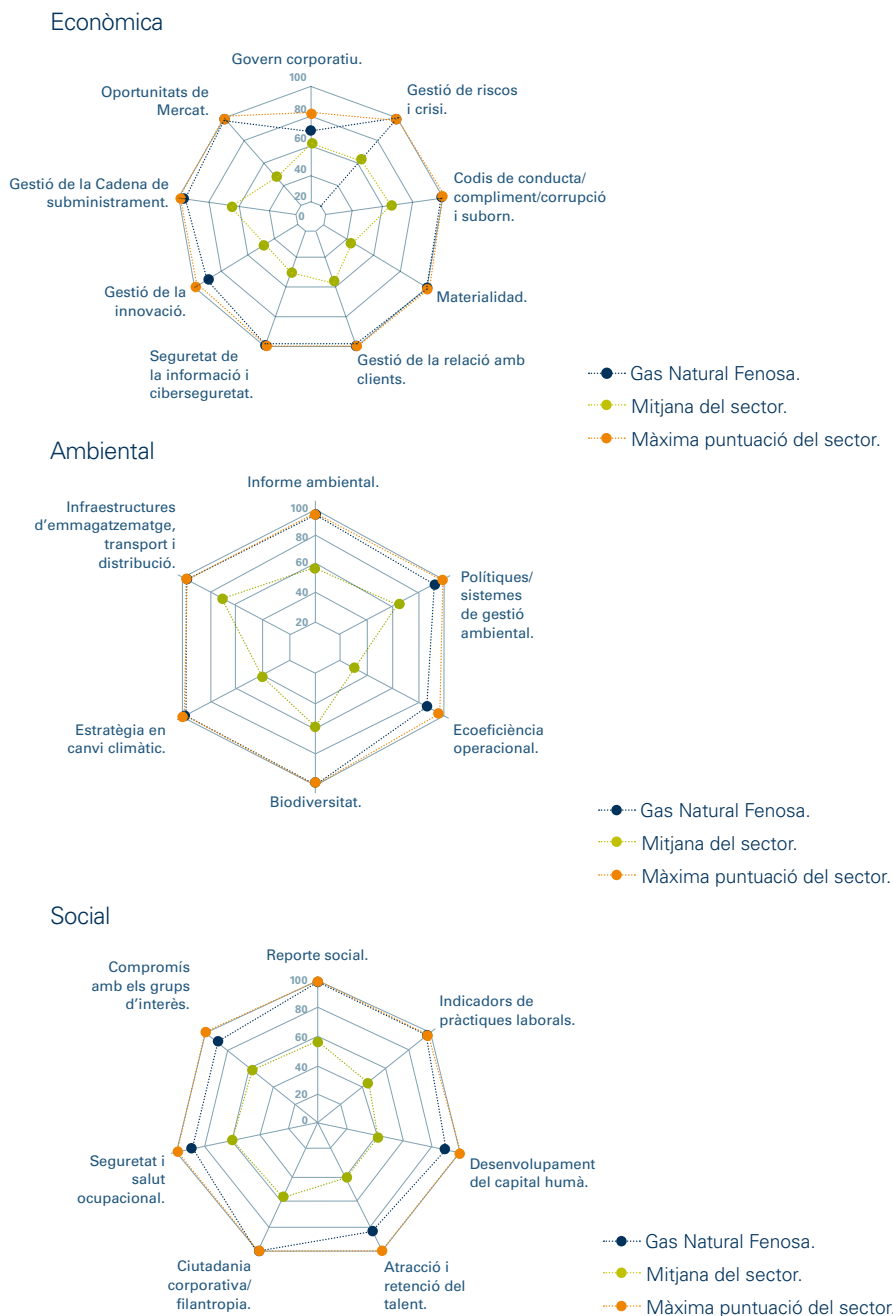 Econòmica
Govern corporatiu.
Oportunitats de
Mercat.
Gestió de riscos
i crisi.
100
80
60
40
20
0
Gestió de la Cadena de
subministrament.
Codis de conducta/
compliment/corrupció
i suborn.
Gestió de la
innovació.
Materialidad.
Seguretat de
la informació i
ciberseguretat.
Gestió de la relació amb
clients.
Gas Natural Fenosa.
Mitjana del sector.
Màxima puntuació del sector.
Ambiental
Informe ambiental.
Infraestructures
d’emmagatzematge,
transport i
distribució.
100
80
60
40
20
Polítiques/
sistemes
de gestió
ambiental.
Estratègia en
canvi climàtic.
Ecoeficiència
operacional.
Biodiversitat.
Gas Natural Fenosa.
Mitjana del sector.
Màxima puntuació del sector.
Social
Reporte social.
Compromís
amb els grups
d’interès.
100
80
60
40
20
0
Indicadors de
pràctiques laborals.
Seguretat i
salut
ocupacional.
Desenvolupament
del capital humà.
Ciutadania
corporativa/
filantropia.
Atracció i
retenció del
talent.
Gas Natural Fenosa.
Mitjana del sector.
Màxima puntuació del sector.